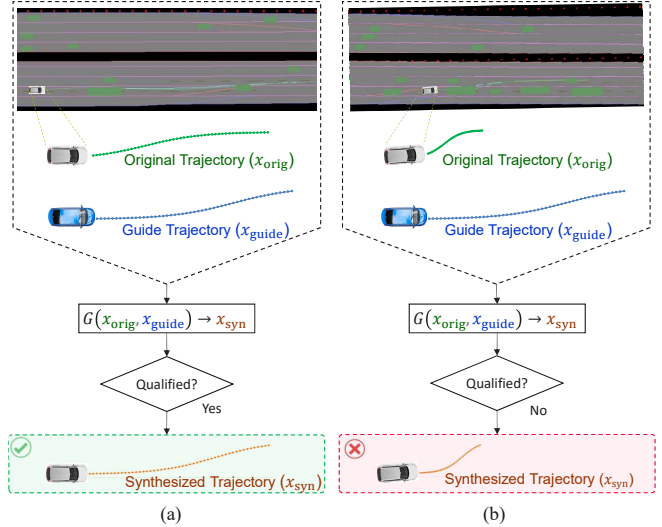 Original Trajectory (x_orig)
Guide Trajectory (x_guide)
G(x_orig, x_guide) → x_syn
Qualified?
Yes
Synthesized Trajectory (x_syn)
(a)
Original Trajectory (x_orig)
Guide Trajectory (x_guide)
G(x_orig, x_guide) → x_syn
Qualified?
No
Synthesized Trajectory (x_syn)
(b)